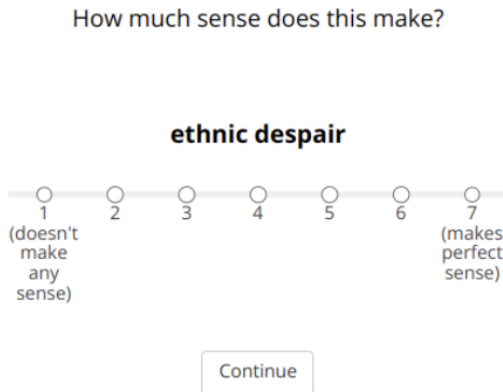 How much sense does this make?
ethnic despair
1 2 3 4 5 6 7
(doesn't make any sense) (makes perfect sense)
Continue